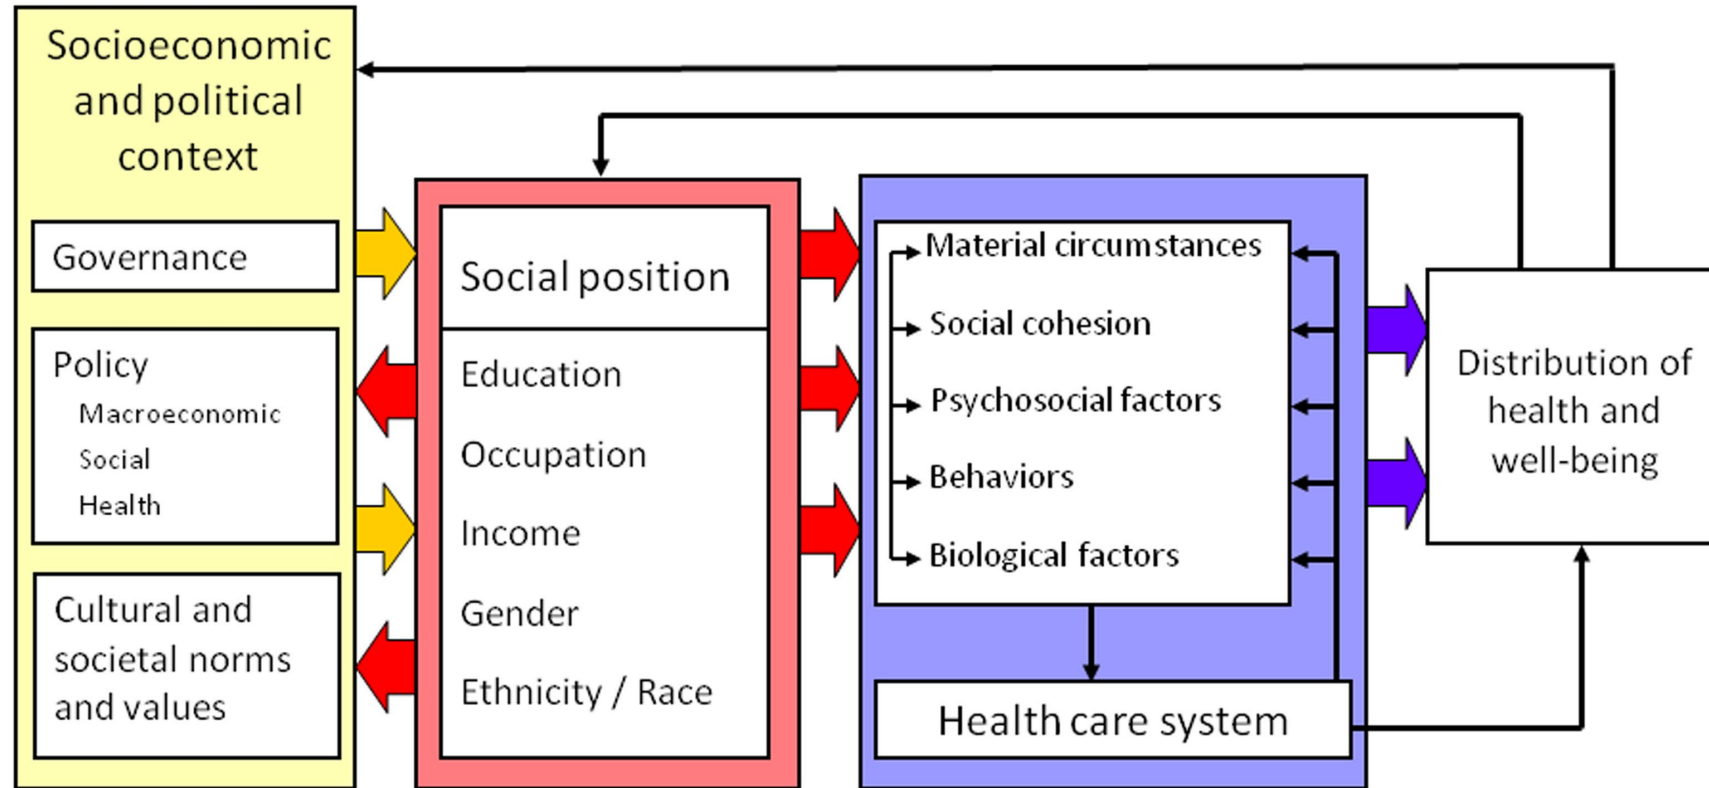 Socioeconomic
and political
context
Governance
Policy
Macroeconomic
Social
Health
Cultural and
societal norms
and values
Social position
Education
Occupation
Income
Gender
Ethnicity / Race
Material circumstances
Social cohesion
Psychosocial factors
Behaviors
Biological factors
Health care system
Distribution of
health and
well-being